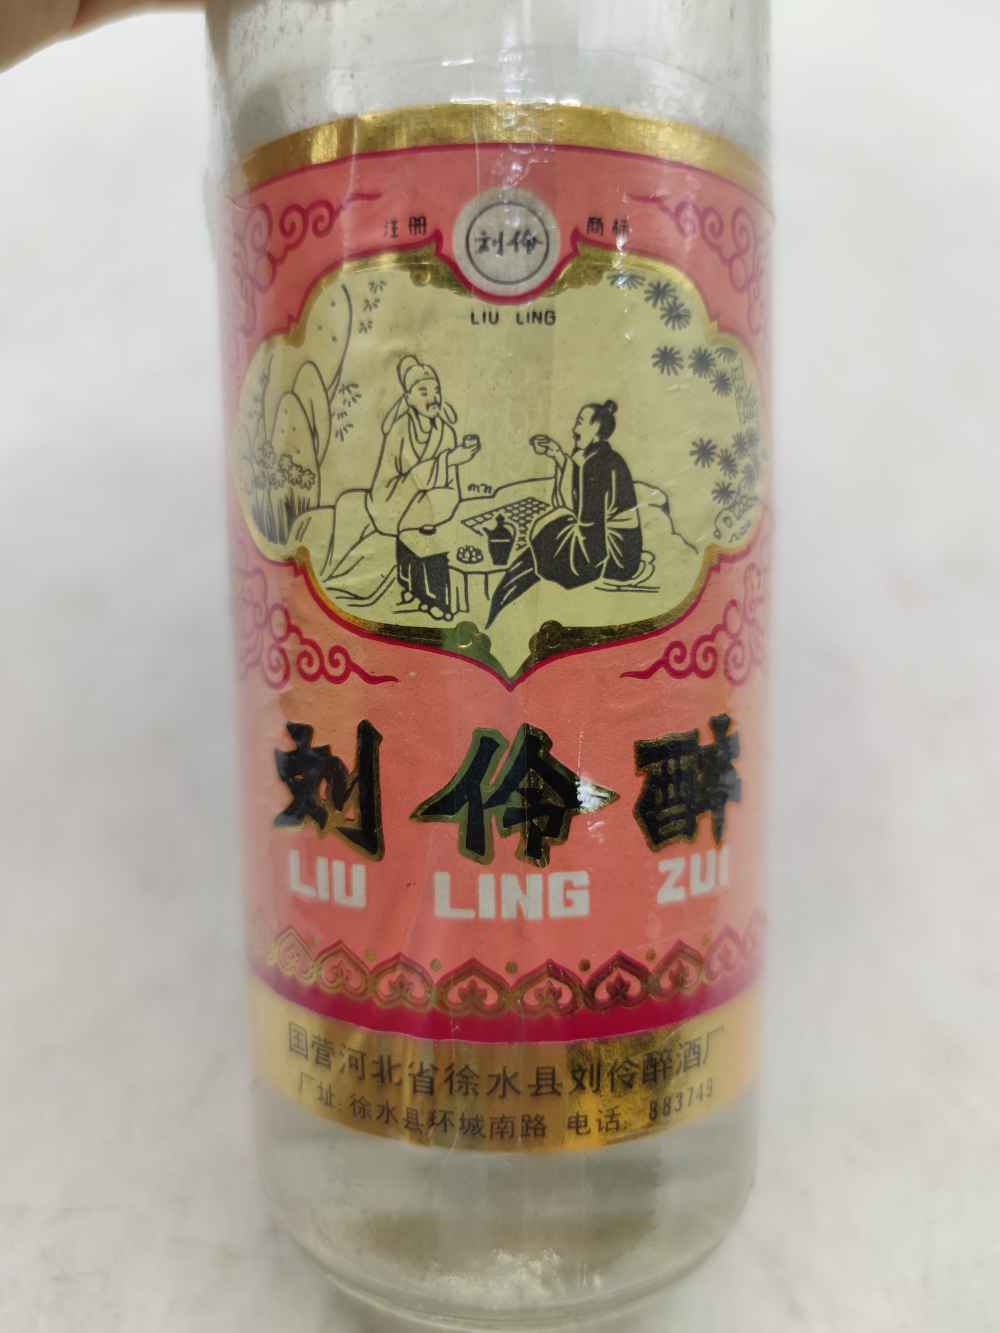 注册 刘伶 商标
LIU LING
刘伶醉
LIU LING ZUI
国营河北省徐水县刘伶醉酒厂
厂址:徐水县环城南路 电话:883749